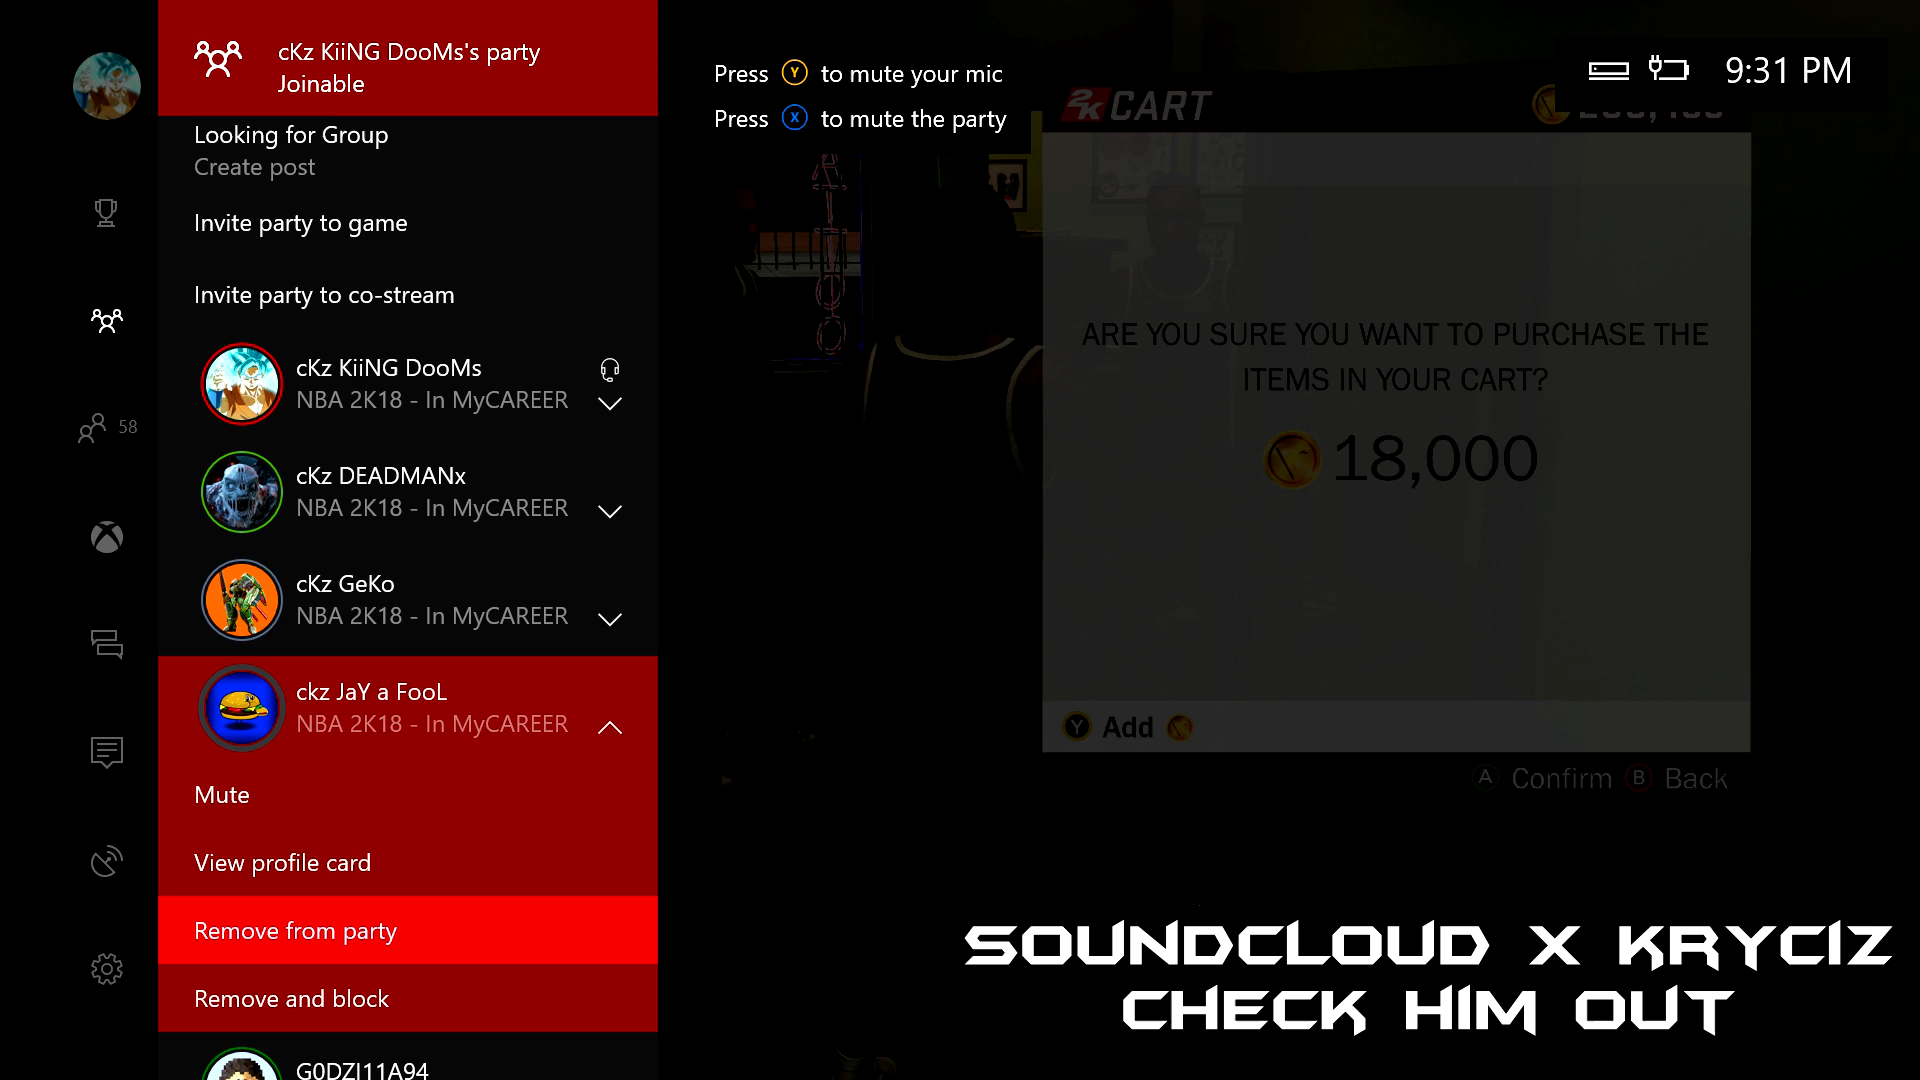 cKz KiiNG DooMs's party
Joinable
Looking for Group
Create post
Invite party to game
Invite party to co-stream
cKz KiiNG DooMs
NBA 2K18 - In MyCAREER
cKz DEADMANx
NBA 2K18 - In MyCAREER
58
cKz GeKo
NBA 2K18 - In MyCAREER
ckz JaY a FooL
NBA 2K18 - In MyCAREER
Mute
View profile card
Remove from party
Remove and block
G0DZI11A94
Press Y to mute your mic
Press X to mute the party
9:31 PM
2K CART
ARE YOU SURE YOU WANT TO PURCHASE THE
ITEMS IN YOUR CART?
18,000
Y Add
A Confirm B Back
SOUNDCLOUD X KRYCIZ
CHECK HIM OUT